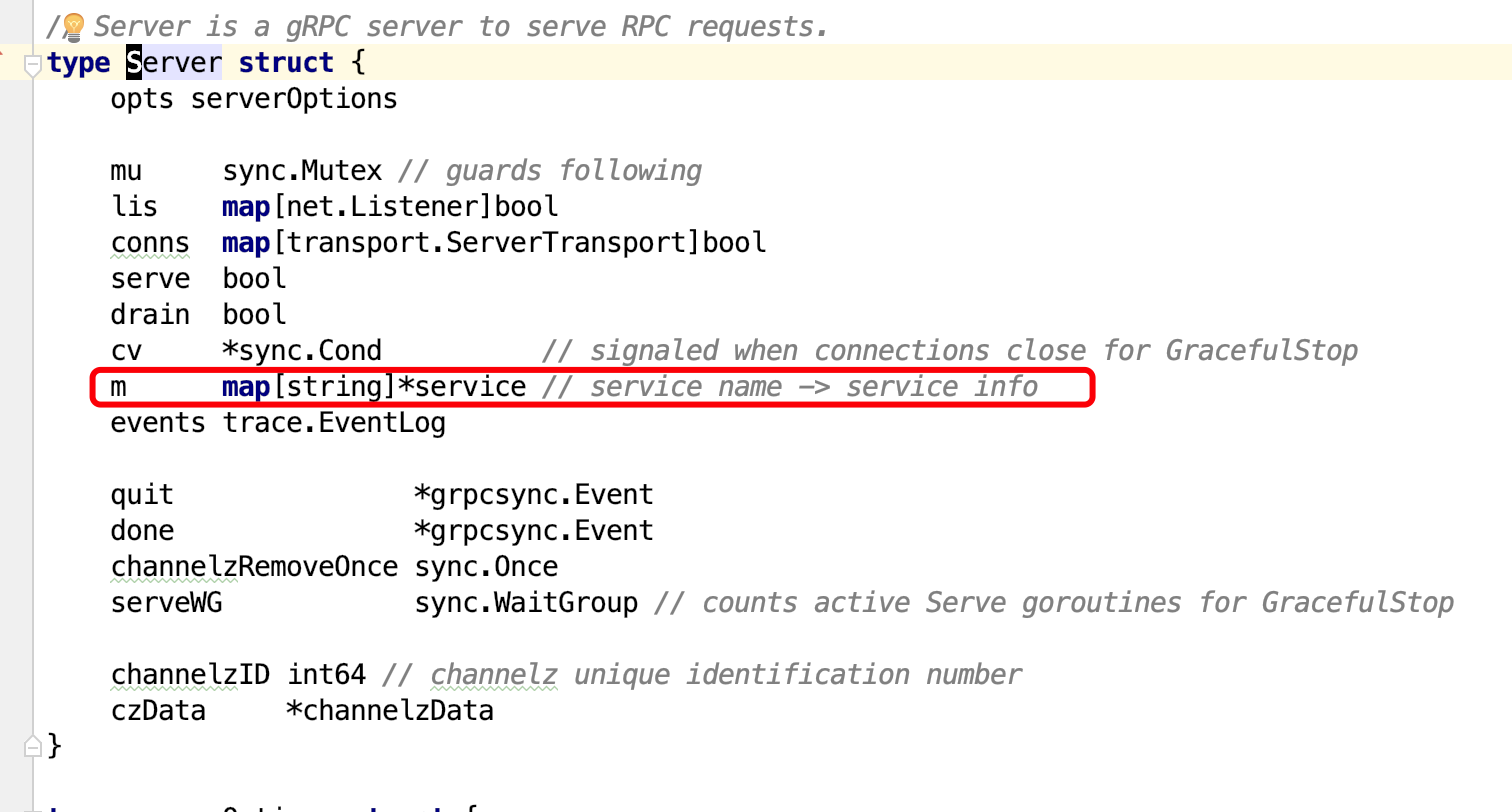 // Server is a gRPC server to serve RPC requests.
type Server struct {
opts serverOptions
mu sync.Mutex // guards following
lis map[net.Listener]bool
conns map[transport.ServerTransport]bool
serve bool
drain bool
cv *sync.Cond // signaled when connections close for GracefulStop
m map[string]*service // service name -> service info
events trace.EventLog
quit *grpcsync.Event
done *grpcsync.Event
channelzRemoveOnce sync.Once
serveWG sync.WaitGroup // counts active Serve goroutines for GracefulStop
channelzID int64 // channelz unique identification number
czData *channelzData
}